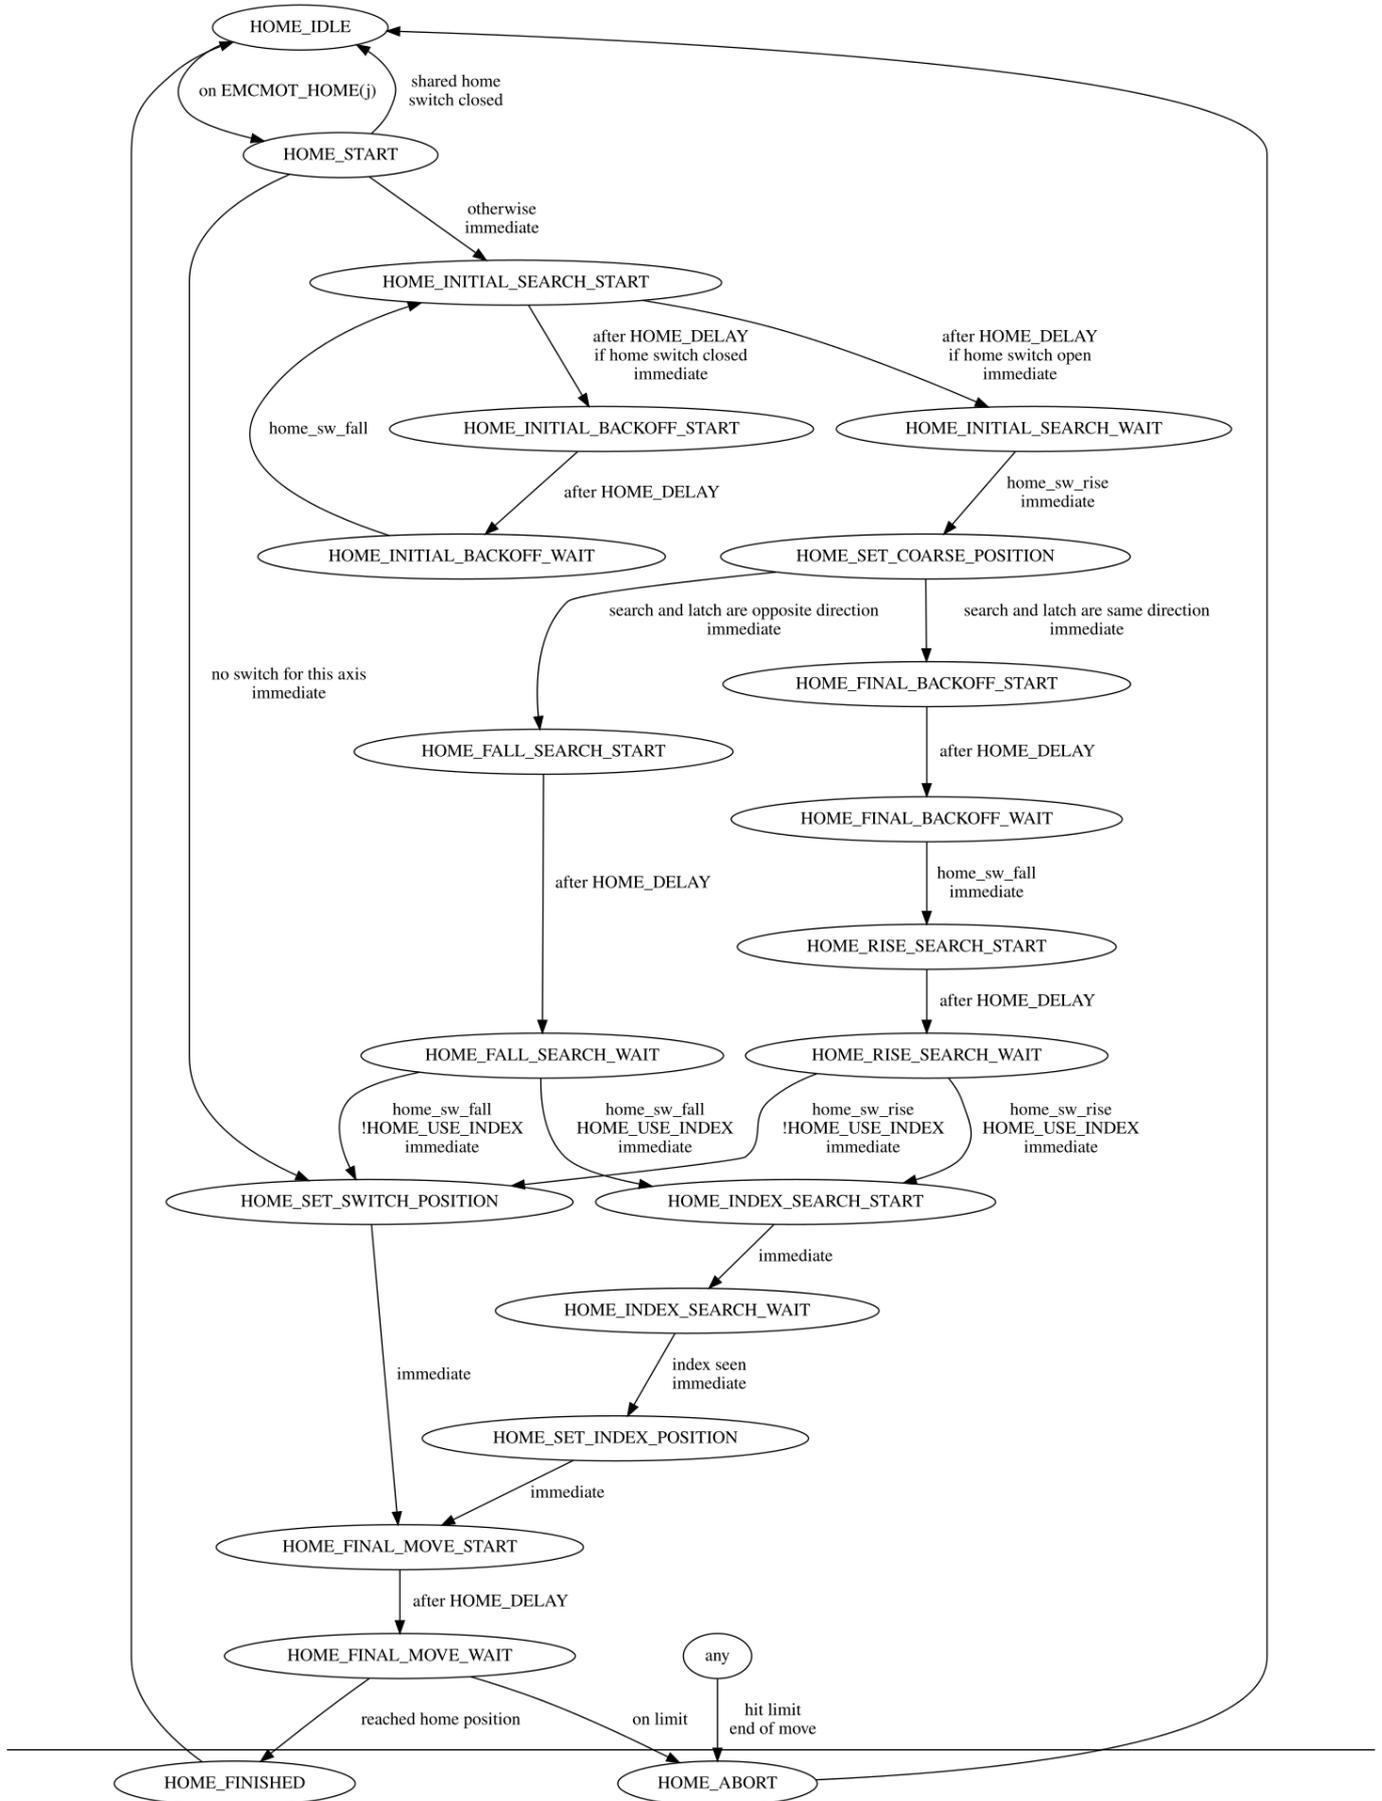 HOME_IDLE
on EMCMOT_HOME(j)
shared home
switch closed
HOME_START
otherwise
immediate
HOME_INITIAL_SEARCH_START
after HOME_DELAY
if home switch closed
immediate
after HOME_DELAY
if home switch open
immediate
home_sw_fall
HOME_INITIAL_BACKOFF_START
HOME_INITIAL_SEARCH_WAIT
after HOME_DELAY
home_sw_rise
immediate
HOME_INITIAL_BACKOFF_WAIT
HOME_SET_COARSE_POSITION
search and latch are opposite direction
immediate
search and latch are same direction
immediate
no switch for this axis
immediate
HOME_FINAL_BACKOFF_START
HOME_FALL_SEARCH_START
after HOME_DELAY
HOME_FINAL_BACKOFF_WAIT
after HOME_DELAY
home_sw_fall
immediate
HOME_RISE_SEARCH_START
after HOME_DELAY
HOME_FALL_SEARCH_WAIT
HOME_RISE_SEARCH_WAIT
home_sw_fall
!HOME_USE_INDEX
immediate
home_sw_fall
HOME_USE_INDEX
immediate
home_sw_rise
!HOME_USE_INDEX
immediate
home_sw_rise
HOME_USE_INDEX
immediate
HOME_SET_SWITCH_POSITION
HOME_INDEX_SEARCH_START
immediate
HOME_INDEX_SEARCH_WAIT
immediate
index seen
immediate
HOME_SET_INDEX_POSITION
immediate
HOME_FINAL_MOVE_START
after HOME_DELAY
HOME_FINAL_MOVE_WAIT
any
reached home position
on limit
hit limit
end of move
HOME_FINISHED
HOME_ABORT